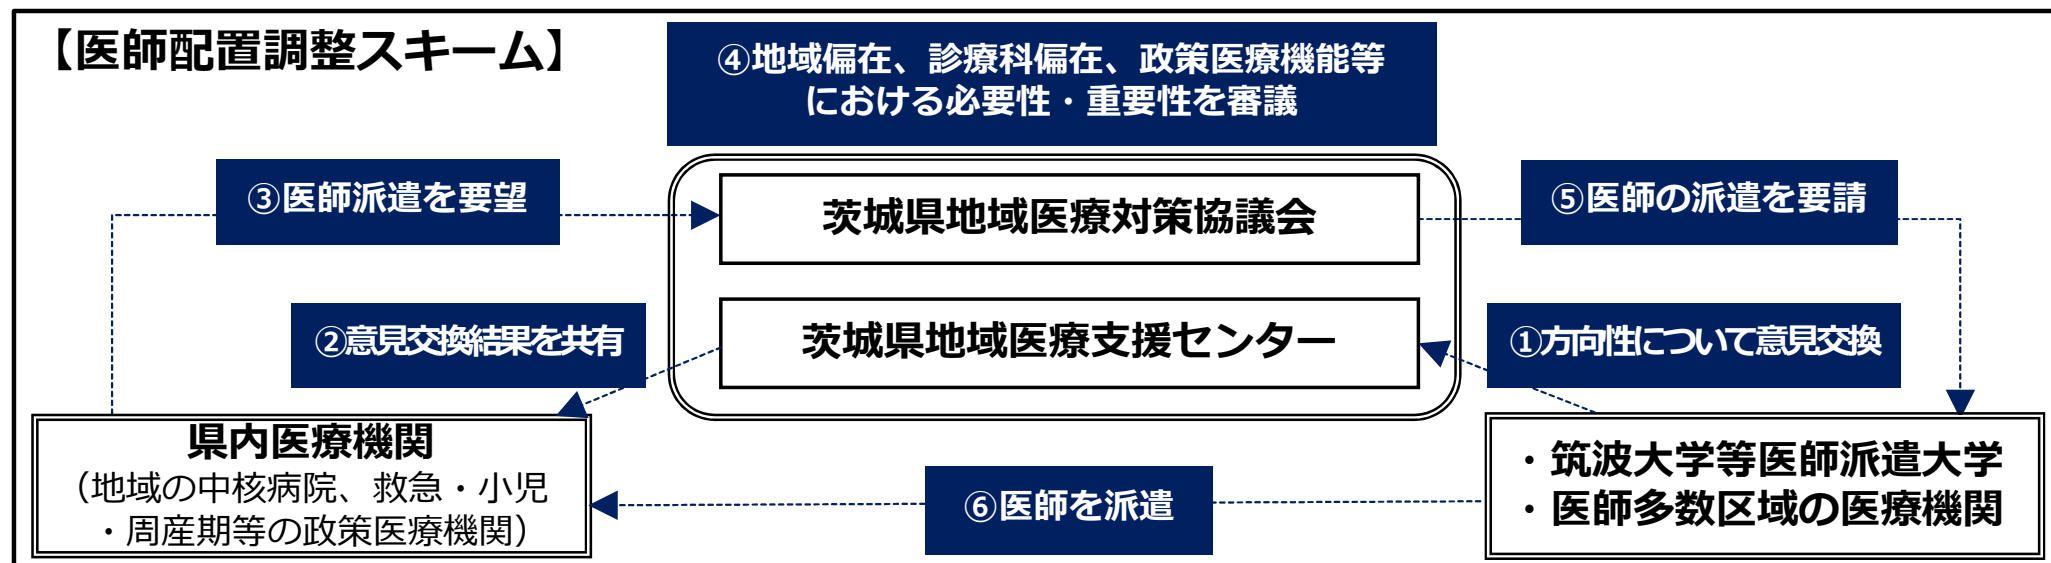 【医師配置調整スキーム】
④地域偏在、診療科偏在、政策医療機能等
における必要性・重要性を審議
③医師派遣を要望
茨城県地域医療対策協議会
⑤医師の派遣を要請
②意見交換結果を共有
茨城県地域医療支援センター
①方向性について意見交換
県内医療機関
（地域の中核病院、救急・小児
・周産期等の政策医療機関）
⑥医師を派遣
・筑波大学等医師派遣大学
・医師多数区域の医療機関